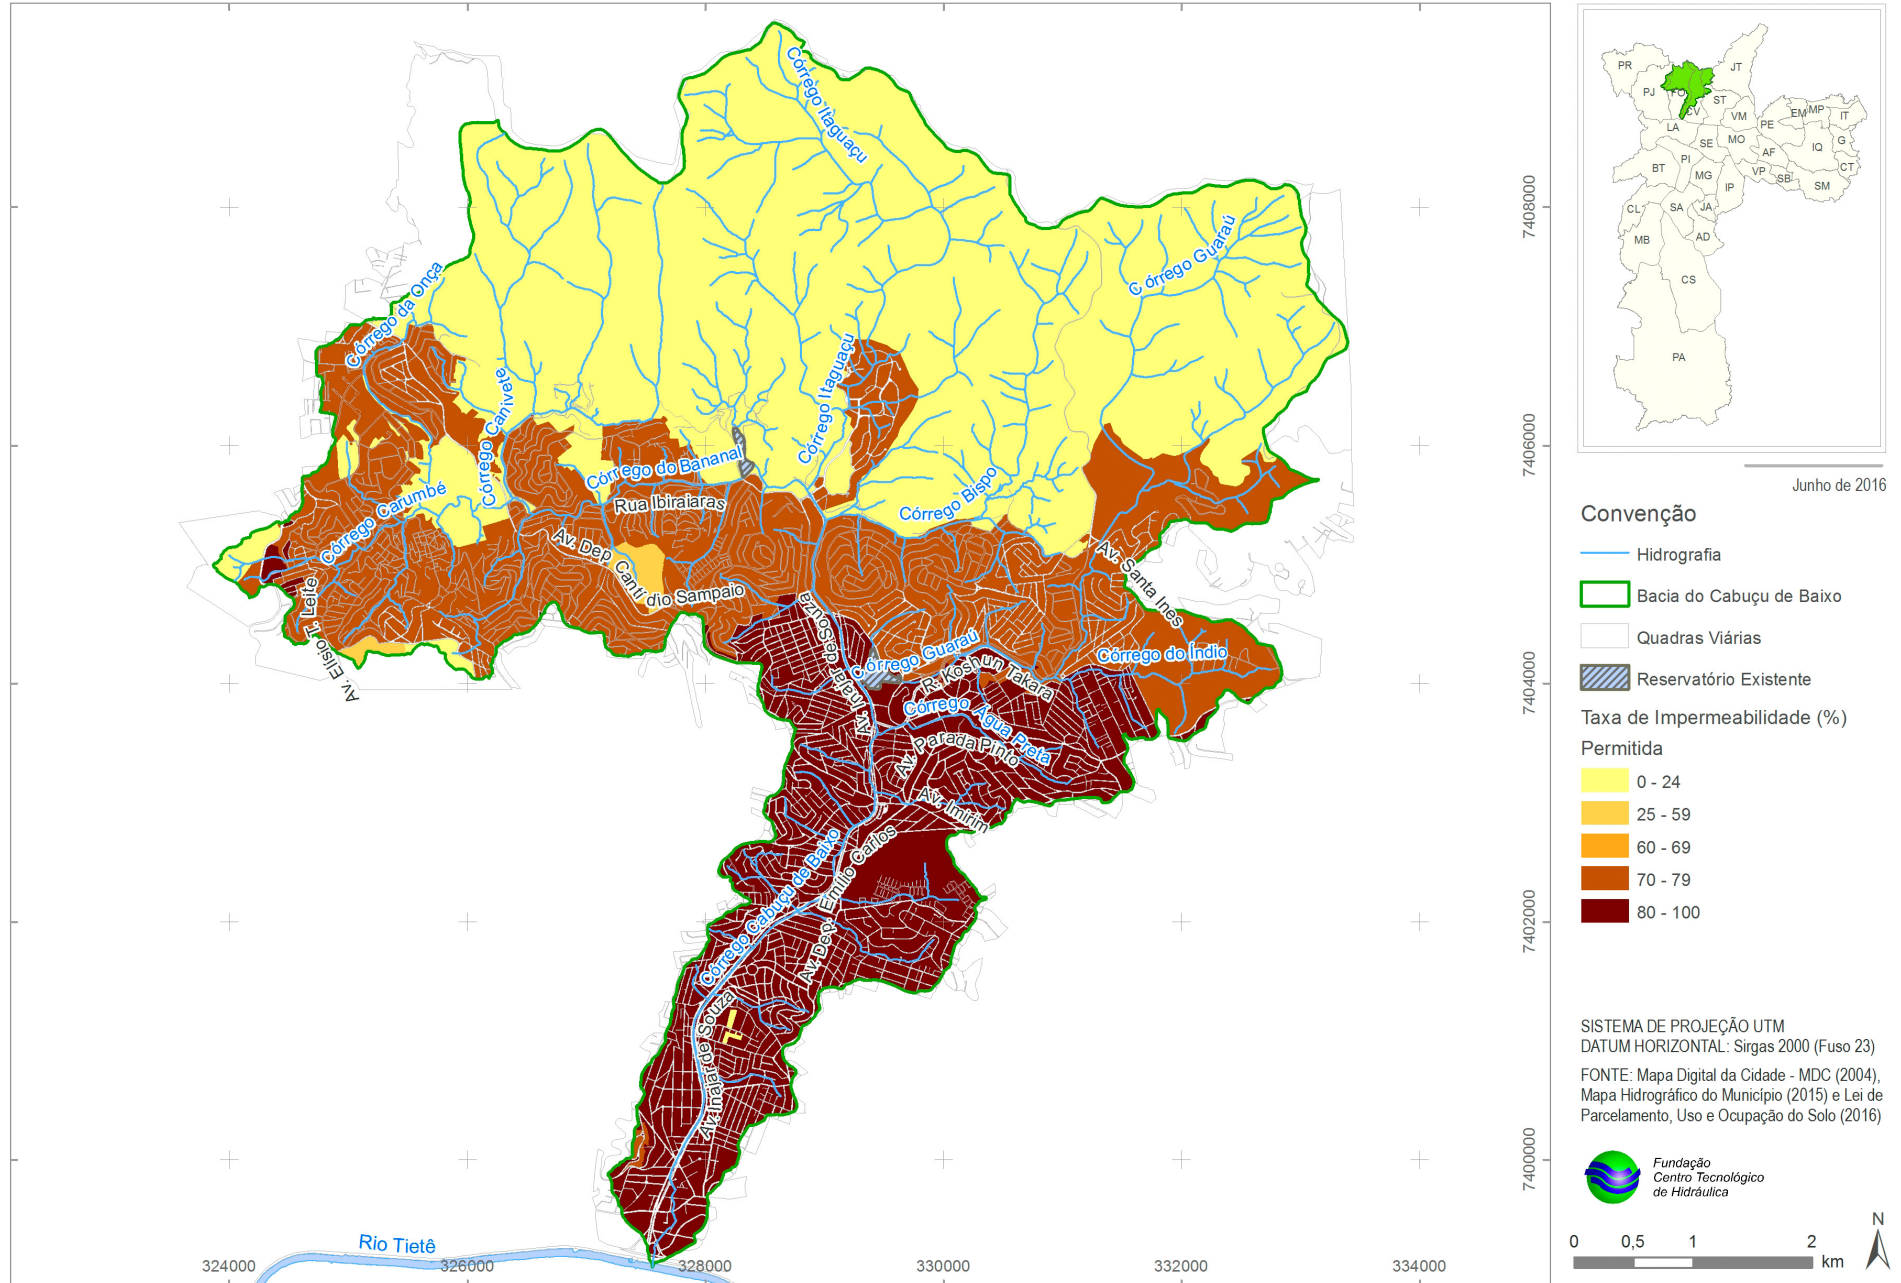 Córrego Itaguaçu
Córrego Guaraú
Córrego da Onça
Córrego Canivete
Córrego Itaguaçu
Córrego do Bananal
Rua Ibiraiaras
Córrego Bispo
Córrego Carumbé
Av. Dep. Cantídio Sampaio
Av. Santa Ines
Av. Elísio T. Leite
Av. Inajar de Souza
Córrego Guaraú
R. Koshun Takara
Córrego do Índio
Córrego Água Preta
Av. Parada Pinto
Av. Imirim
Córrego Cabuçu de Baixo
Av. Dep. Emílio Carlos
Av. Inajar de Souza
Rio Tietê
324000
326000
328000
330000
332000
334000
7408000
7406000
7404000
7402000
7400000
PR
JT
PJ
FO
ST
CV
VM
EM
MP
IT
LA
PE
SE
MO
IQ
G
AF
BT
PI
VP
CT
MG
SB
IP
SM
CL
SA
JA
MB
AD
CS
PA
Junho de 2016
Convenção
Hidrografia
Bacia do Cabuçu de Baixo
Quadras Viárias
Reservatório Existente
Taxa de Impermeabilidade (%)
Permitida
0 - 24
25 - 59
60 - 69
70 - 79
80 - 100
SISTEMA DE PROJEÇÃO UTM
DATUM HORIZONTAL: Sirgas 2000 (Fuso 23)
FONTE: Mapa Digital da Cidade - MDC (2004),
Mapa Hidrográfico do Município (2015) e Lei de
Parcelamento, Uso e Ocupação do Solo (2016)
Fundação
Centro Tecnológico
de Hidráulica
N
0 0,5 1 2
km